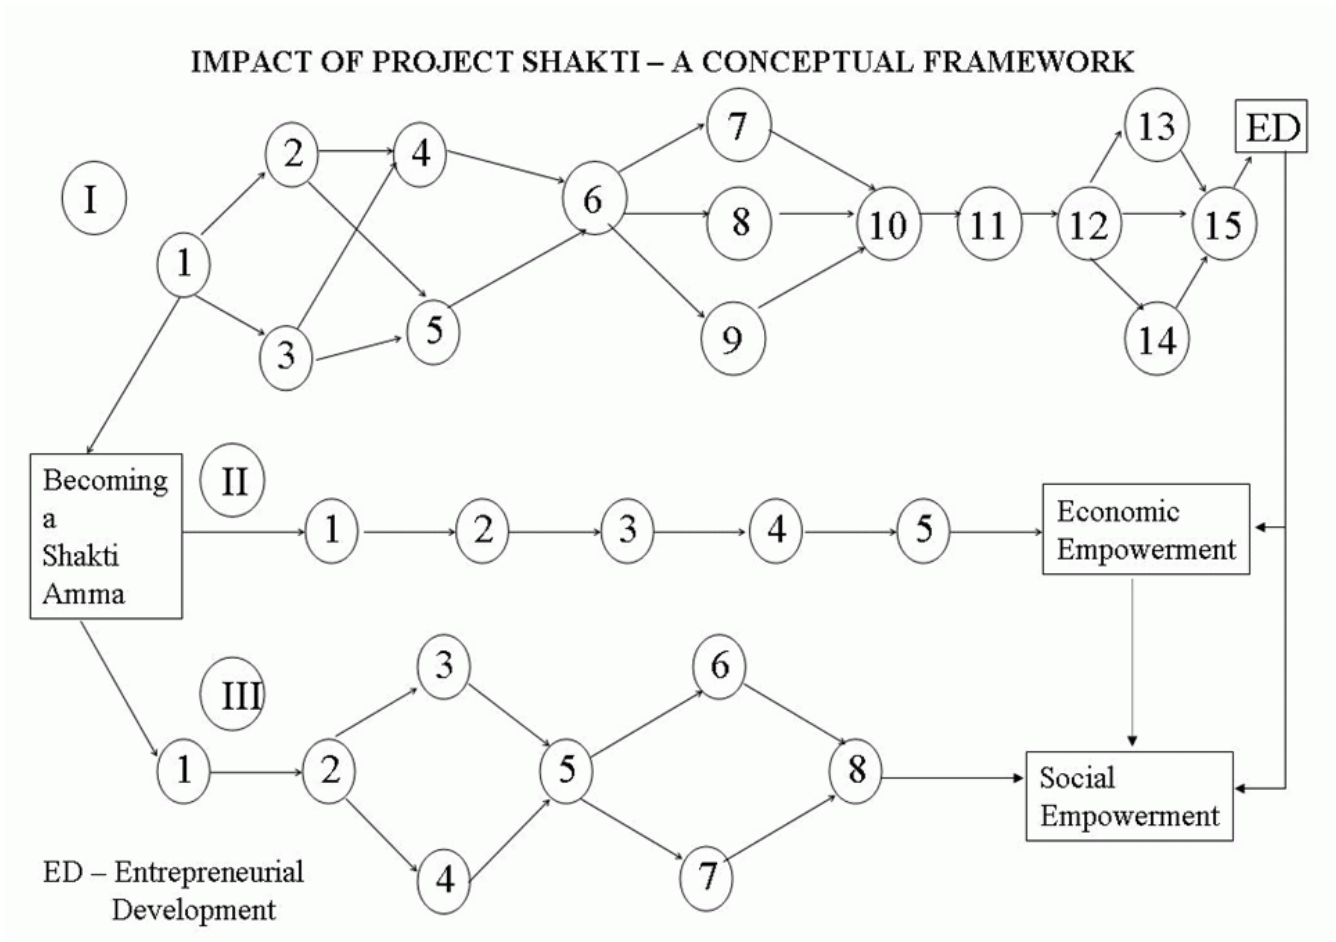 IMPACT OF PROJECT SHAKTI – A CONCEPTUAL FRAMEWORK
I
1
2
3
4
5
6
7
8
9
10
11
12
13
14
15
ED
Becoming
a
Shakti
Amma
II
1
2
3
4
5
Economic
Empowerment
III
1
2
3
4
5
6
7
8
Social
Empowerment
ED – Entrepreneurial
Development